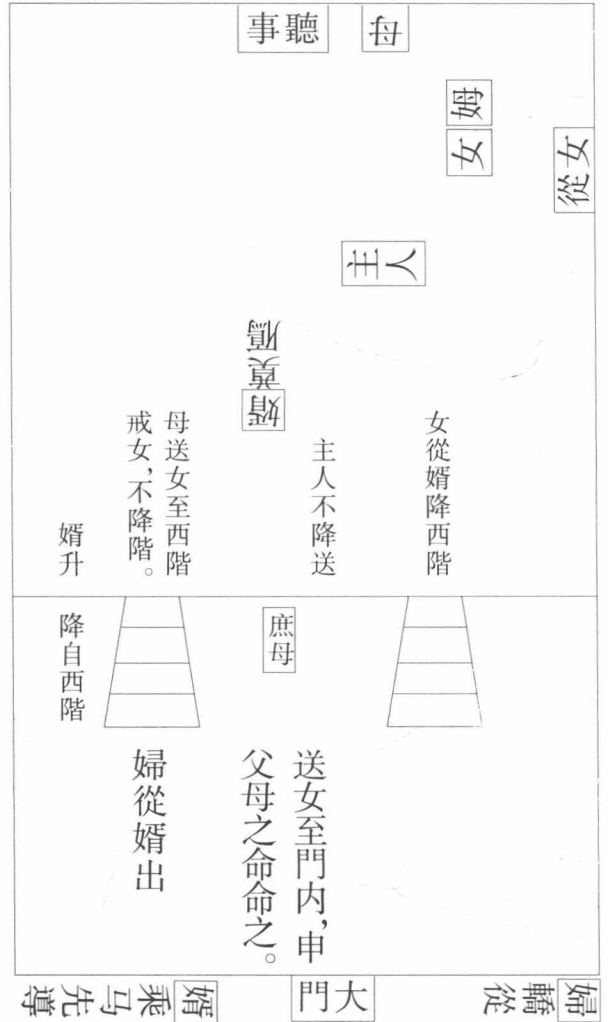 母
聽事
姆
女
女從
主人
婿奠鴈
女從婿降西階
主人不降送
母送女至西階
戒女,不降階。
婿升
降自西階
庶母
送女至門内,申
父母之命命之。
婦從婿出
婦轎從
大門
婿乘马先導